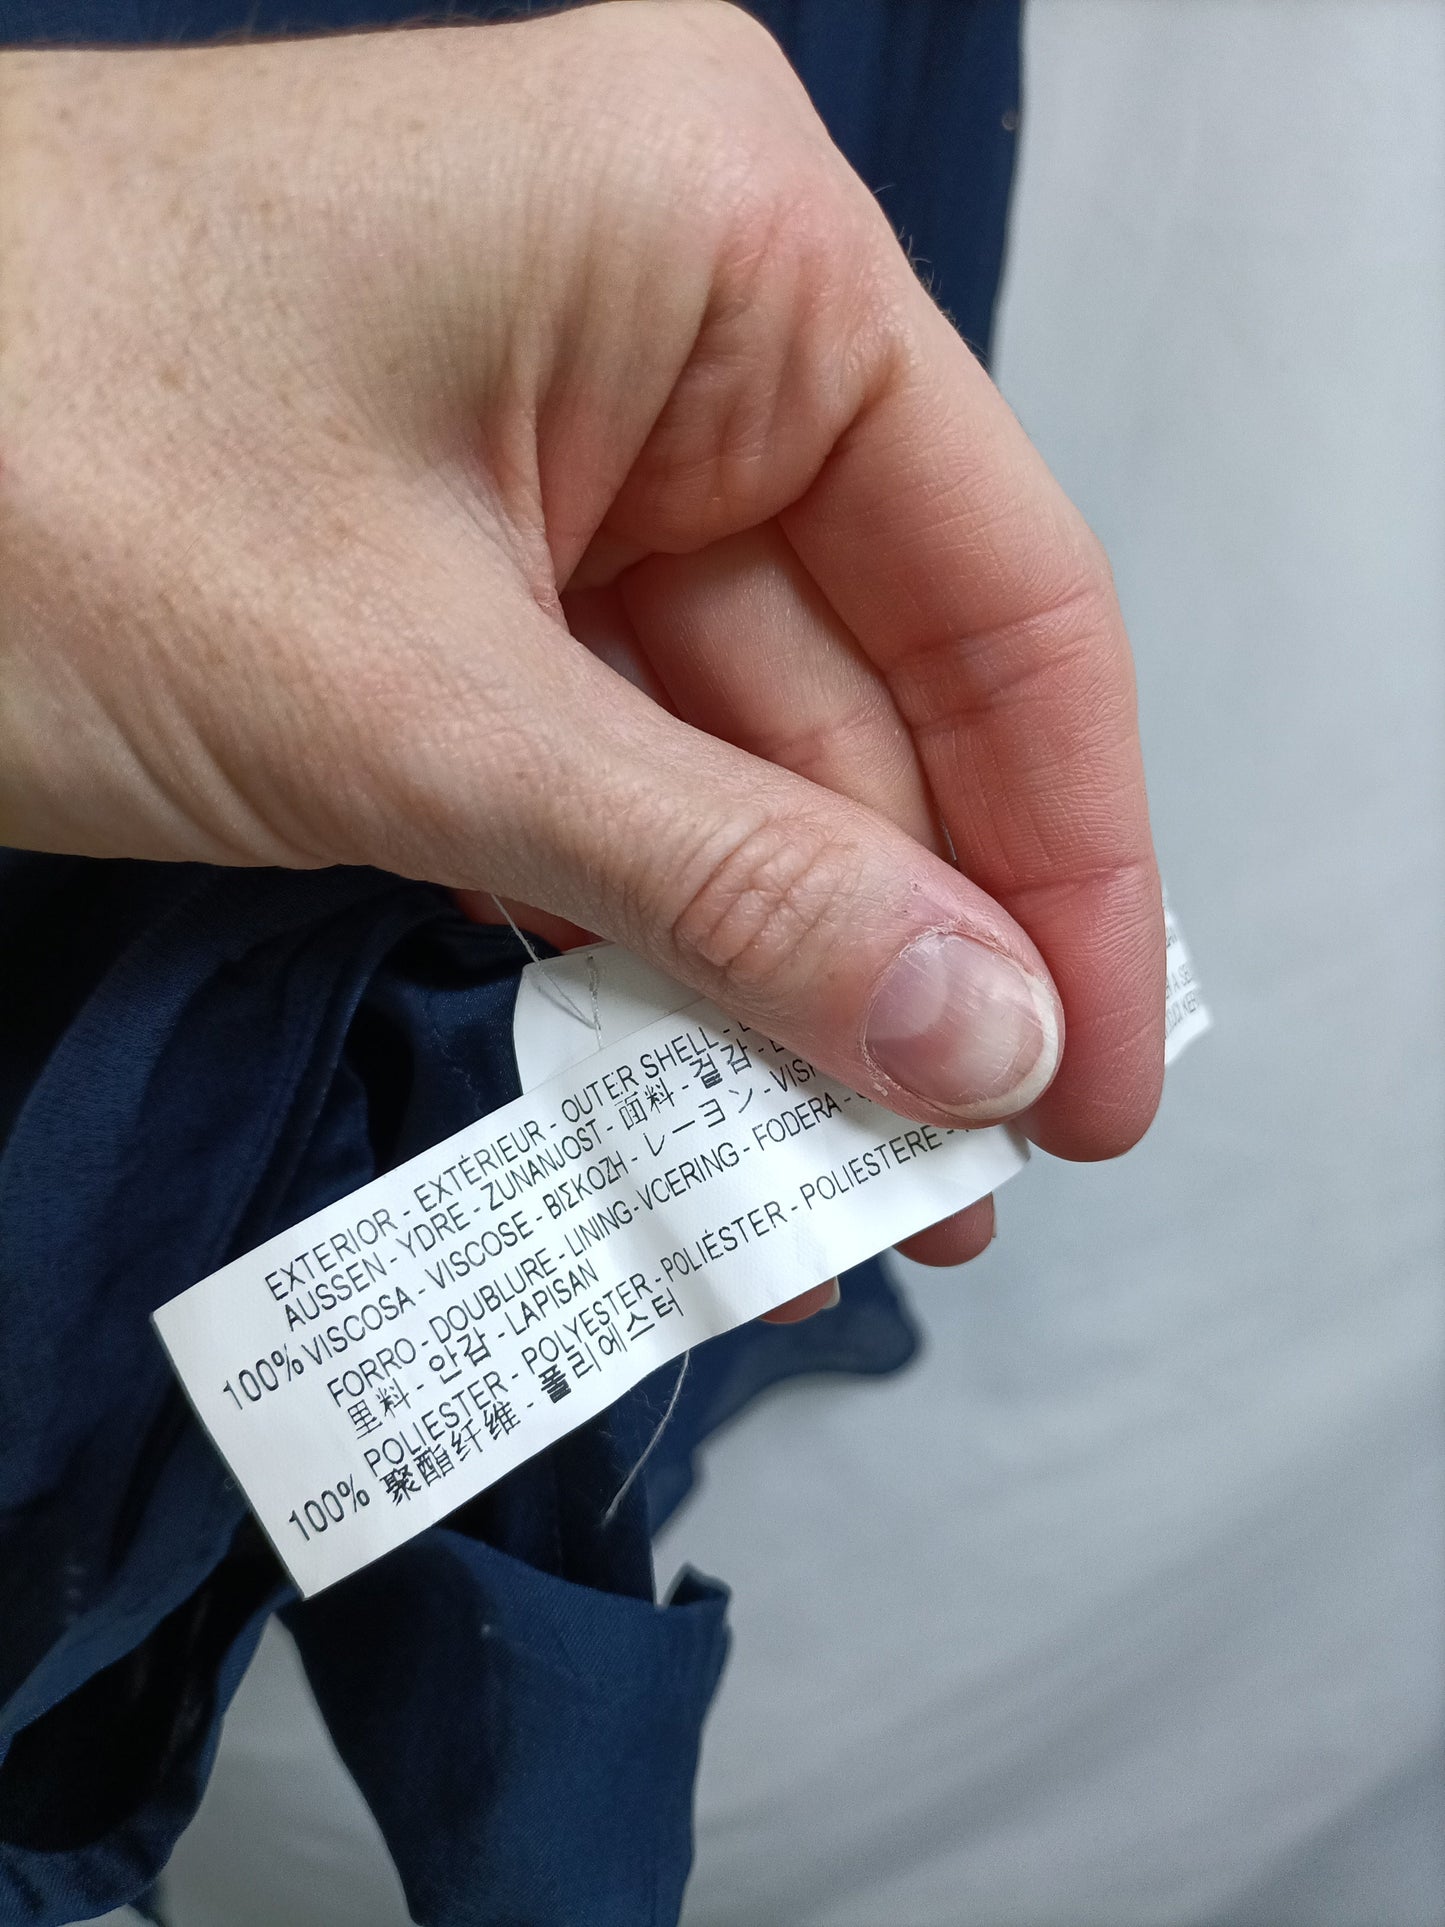 EXTERIOR - EXTÉRIEUR - OUTER SHELL -
AUSSEN - YDRE - ZUNANJOST - 面料 - 겉감 -
100% VISCOSA - VISCOSE - ΒΙΣΚΟΖΗ - レーヨン -
FORRO - DOUBLURE - LINING - VOERING - FODERA -
里料 - 안감 - LAPISAN
100% POLIESTER - POLYESTER - POLIÉSTER - POLIESTERE -
聚酯纤维 - 폴리에스터